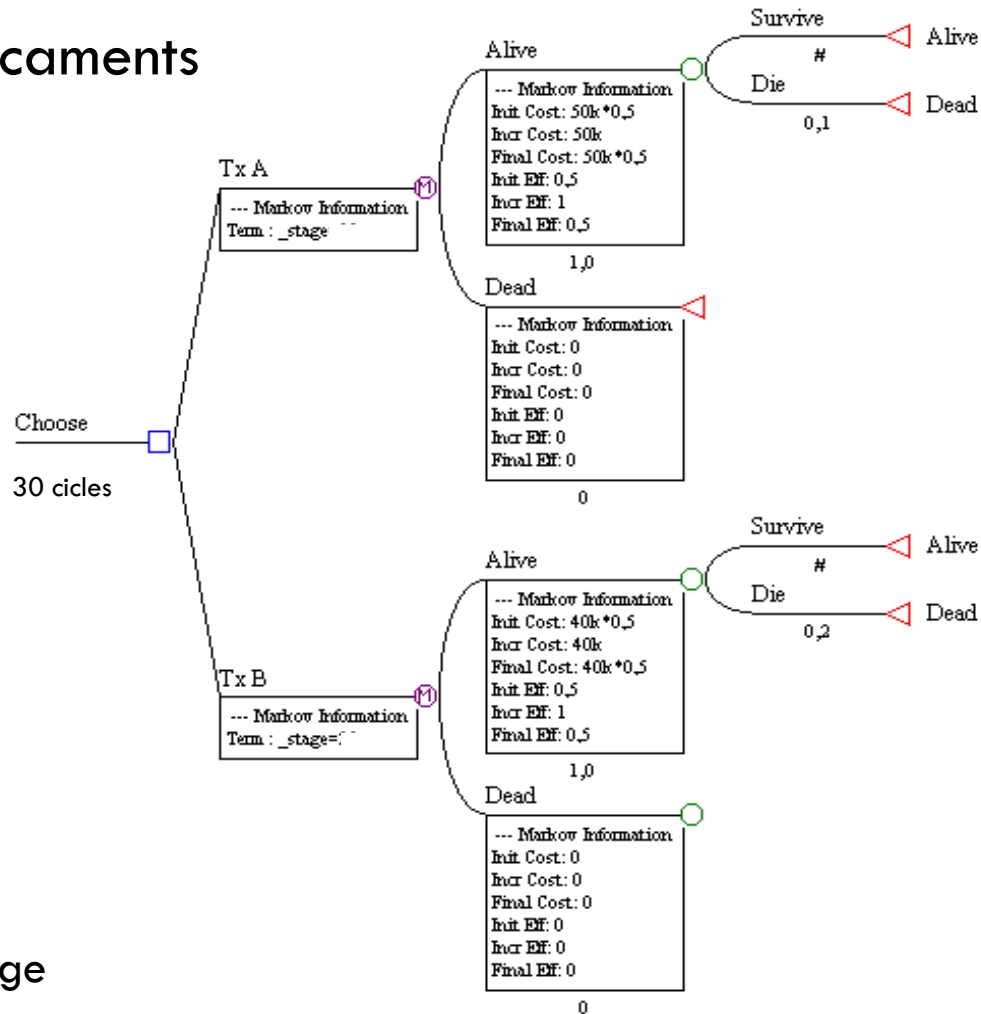 caments
Choose
30 cicles
Tx A
--- Markov Information
Term : _stage
M
Alive
--- Markov Information
Init Cost: 50k*0,5
Incr Cost: 50k
Final Cost: 50k*0,5
Init Eff: 0,5
Incr Eff: 1
Final Eff: 0,5
1,0
Survive
#
Alive
Die
0,1
Dead
Dead
--- Markov Information
Init Cost: 0
Incr Cost: 0
Final Cost: 0
Init Eff: 0
Incr Eff: 0
Final Eff: 0
0
Tx B
--- Markov Information
Term : _stage=
M
Alive
--- Markov Information
Init Cost: 40k*0,5
Incr Cost: 40k
Final Cost: 40k*0,5
Init Eff: 0,5
Incr Eff: 1
Final Eff: 0,5
1,0
Survive
#
Alive
Die
0,2
Dead
Dead
--- Markov Information
Init Cost: 0
Incr Cost: 0
Final Cost: 0
Init Eff: 0
Incr Eff: 0
Final Eff: 0
0
ge